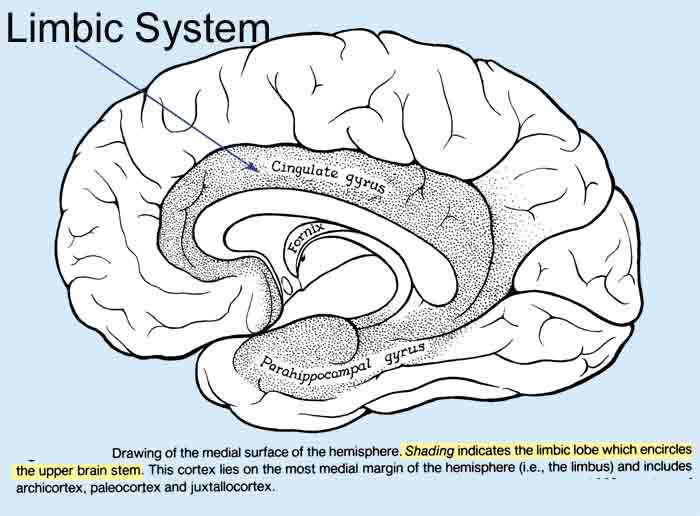 Limbic System
Cingulate gyrus
Fornix
Parahippocampal gyrus
Drawing of the medial surface of the hemisphere. Shading indicates the limbic lobe which encircles
the upper brain stem. This cortex lies on the most medial margin of the hemisphere (i.e., the limbus) and includes
archicortex, paleocortex and juxtallocortex.